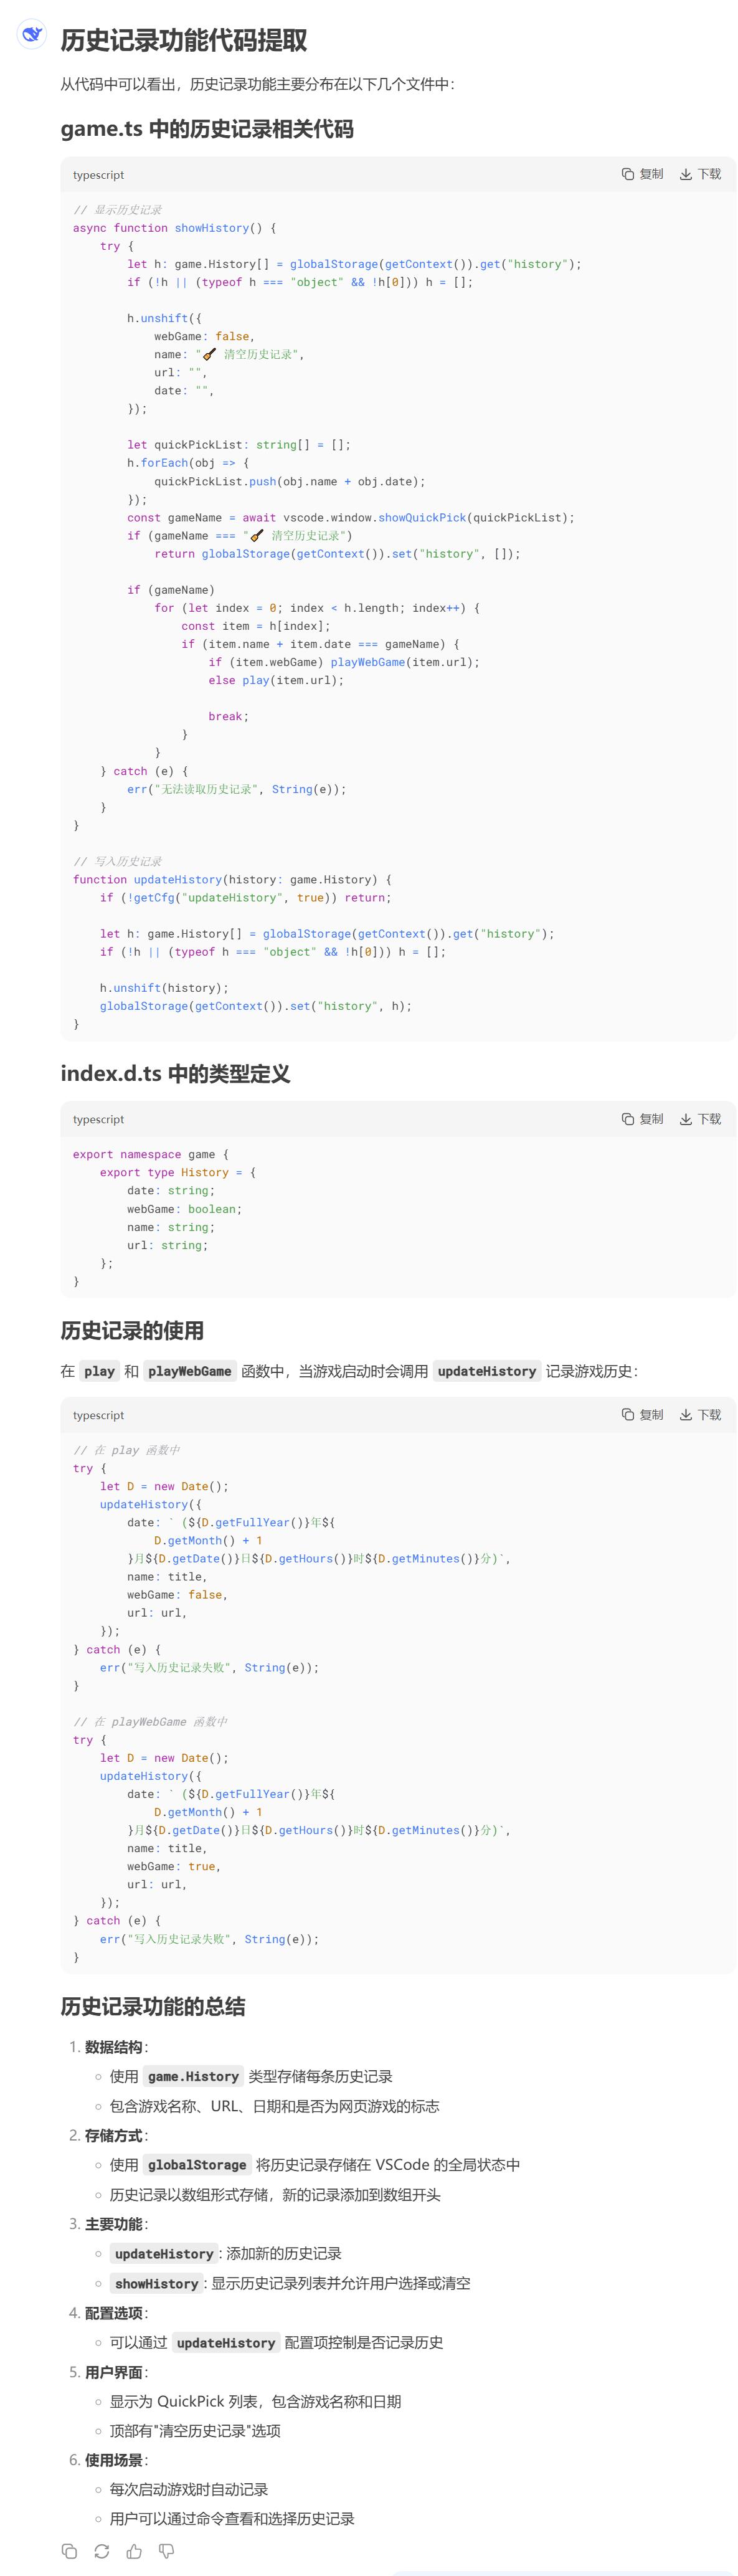 历史记录功能代码提取
从代码中可以看出，历史记录功能主要分布在以下几个文件中：
game.ts 中的历史记录相关代码
typescript
复制
下载
// 显示历史记录
async function showHistory() {
    try {
        let h: game.History[] = globalStorage(getContext()).get("history");
        if (!h || (typeof h === "object" && !h[0])) h = [];

        h.unshift({
            webGame: false,
            name: "🧹 清空历史记录",
            url: "",
            date: "",
        });

        let quickPickList: string[] = [];
        h.forEach(obj => {
            quickPickList.push(obj.name + obj.date);
        });
        const gameName = await vscode.window.showQuickPick(quickPickList);
        if (gameName === "🧹 清空历史记录")
            return globalStorage(getContext()).set("history", []);

        if (gameName)
            for (let index = 0; index < h.length; index++) {
                const item = h[index];
                if (item.name + item.date === gameName) {
                    if (item.webGame) playWebGame(item.url);
                    else play(item.url);

                    break;
                }
            }
    } catch (e) {
        err("无法读取历史记录", String(e));
    }
}

// 写入历史记录
function updateHistory(history: game.History) {
    if (!getCfg("updateHistory", true)) return;

    let h: game.History[] = globalStorage(getContext()).get("history");
    if (!h || (typeof h === "object" && !h[0])) h = [];

    h.unshift(history);
    globalStorage(getContext()).set("history", h);
}
index.d.ts 中的类型定义
typescript
复制
下载
export namespace game {
    export type History = {
        date: string;
        webGame: boolean;
        name: string;
        url: string;
    };
}
历史记录的使用
在 play 和 playWebGame 函数中，当游戏启动时会调用 updateHistory 记录游戏历史：
typescript
复制
下载
// 在 play 函数中
try {
    let D = new Date();
    updateHistory({
        date: ` (${D.getFullYear()}年${
            D.getMonth() + 1
        }月${D.getDate()}日${D.getHours()}时${D.getMinutes()}分)`,
        name: title,
        webGame: false,
        url: url,
    });
} catch (e) {
    err("写入历史记录失败", String(e));
}

// 在 playWebGame 函数中
try {
    let D = new Date();
    updateHistory({
        date: ` (${D.getFullYear()}年${
            D.getMonth() + 1
        }月${D.getDate()}日${D.getHours()}时${D.getMinutes()}分)`,
        name: title,
        webGame: true,
        url: url,
    });
} catch (e) {
    err("写入历史记录失败", String(e));
}
历史记录功能的总结
1. 数据结构：
○ 使用 game.History 类型存储每条历史记录
○ 包含游戏名称、URL、日期和是否为网页游戏的标志
2. 存储方式：
○ 使用 globalStorage 将历史记录存储在 VSCode 的全局状态中
○ 历史记录以数组形式存储，新的记录添加到数组开头
3. 主要功能：
○ updateHistory: 添加新的历史记录
○ showHistory: 显示历史记录列表并允许用户选择或清空
4. 配置选项：
○ 可以通过 updateHistory 配置项控制是否记录历史
5. 用户界面：
○ 显示为 QuickPick 列表，包含游戏名称和日期
○ 顶部有"清空历史记录"选项
6. 使用场景：
○ 每次启动游戏时自动记录
○ 用户可以通过命令查看和选择历史记录